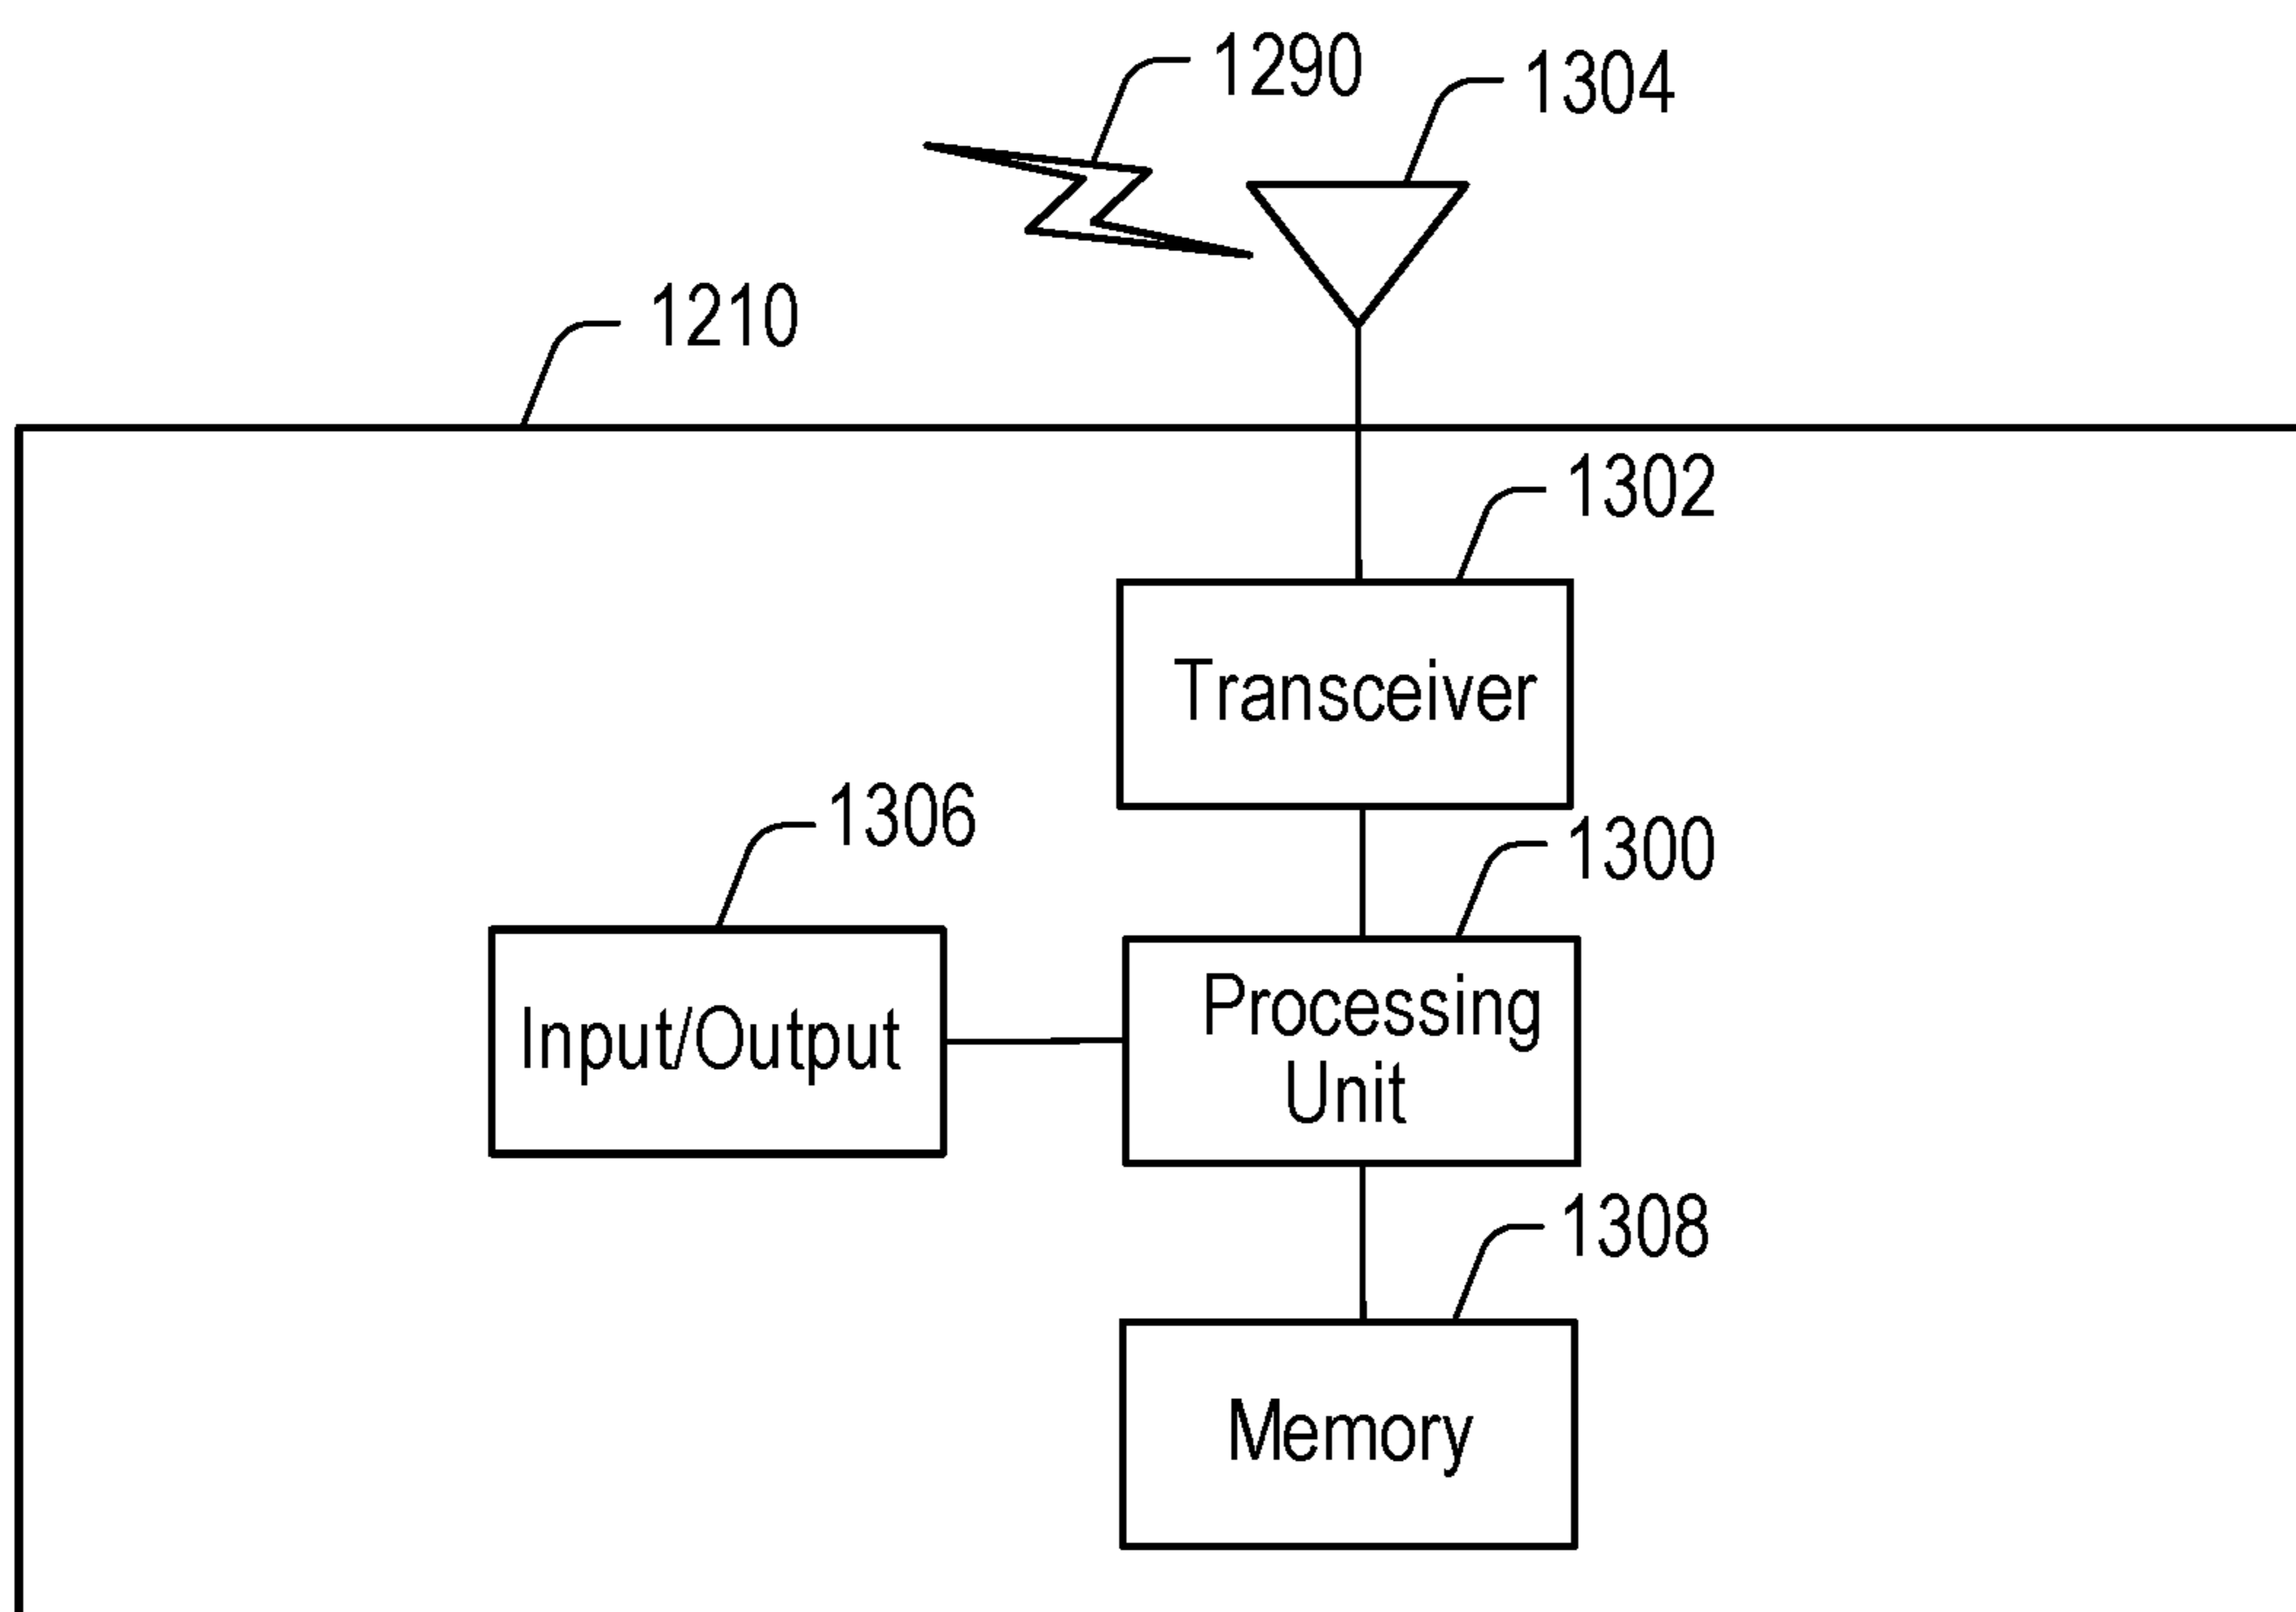 1290
1304
1210
1302
Transceiver
1306
1300
Input/Output
Processing
Unit
1308
Memory